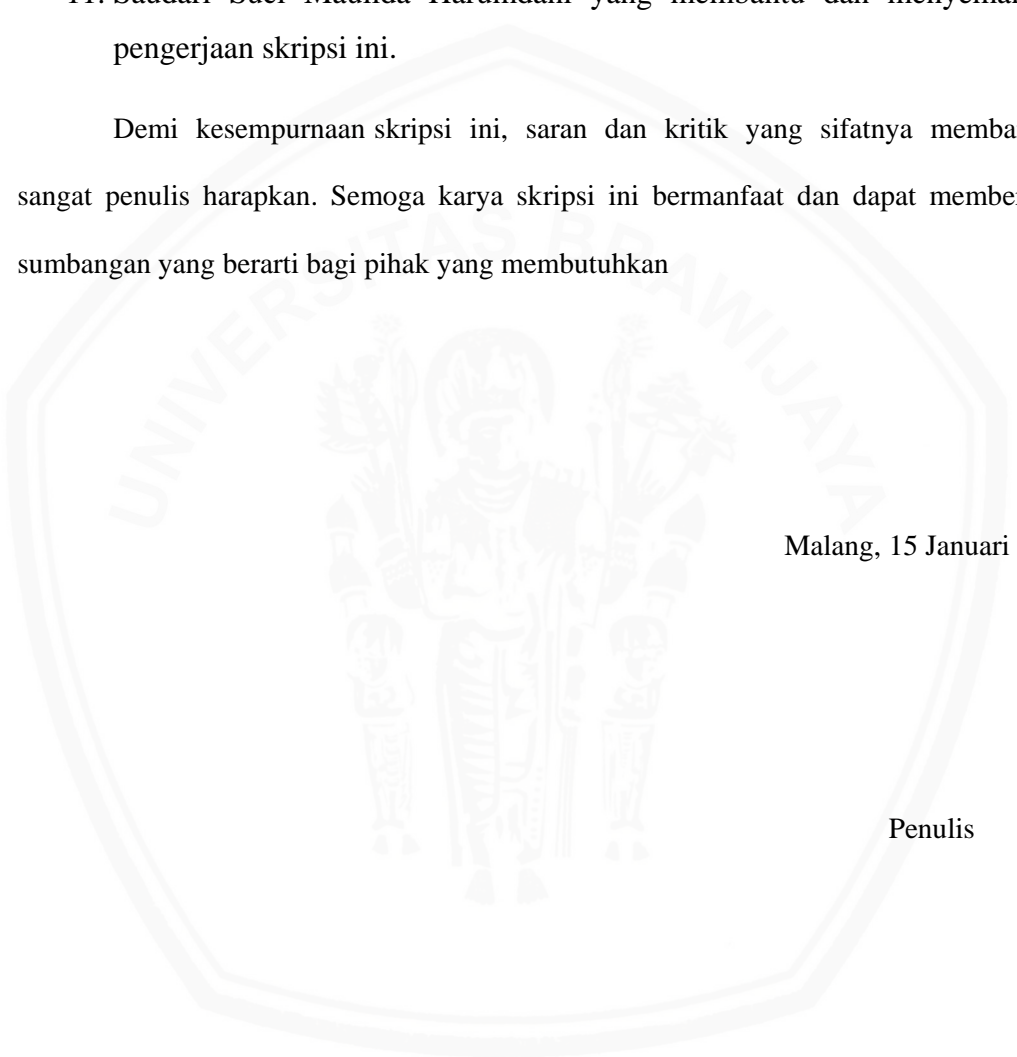 pengerjaan skripsi ini.
Demi kesempurnaan skripsi ini, saran dan kritik yang sifatnya
sangat penulis harapkan. Semoga karya skripsi ini bermanfaat dan dapat
sumbangan yang berarti bagi pihak yang membutuhkan
UNIVERSITAS BRAWIJAYA
Malang, 15 Januari
Penulis